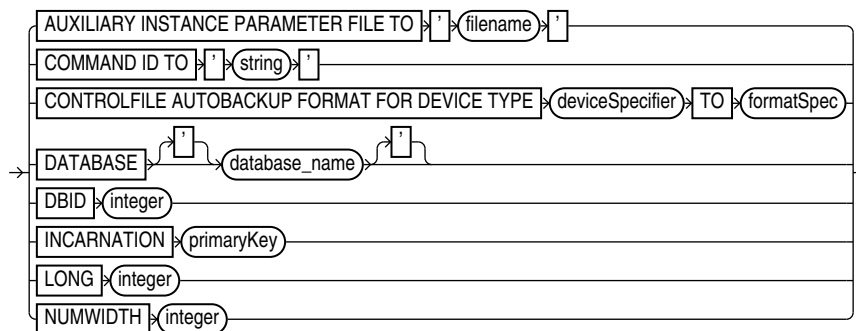 AUXILIARY INSTANCE PARAMETER FILE TO ' filename '
COMMAND ID TO ' string '
CONTROLFILE AUTOBACKUP FORMAT FOR DEVICE TYPE deviceSpecifier TO formatSpec
DATABASE ' database_name '
DBID integer
INCARNATION primaryKey
LONG integer
NUMWIDTH integer